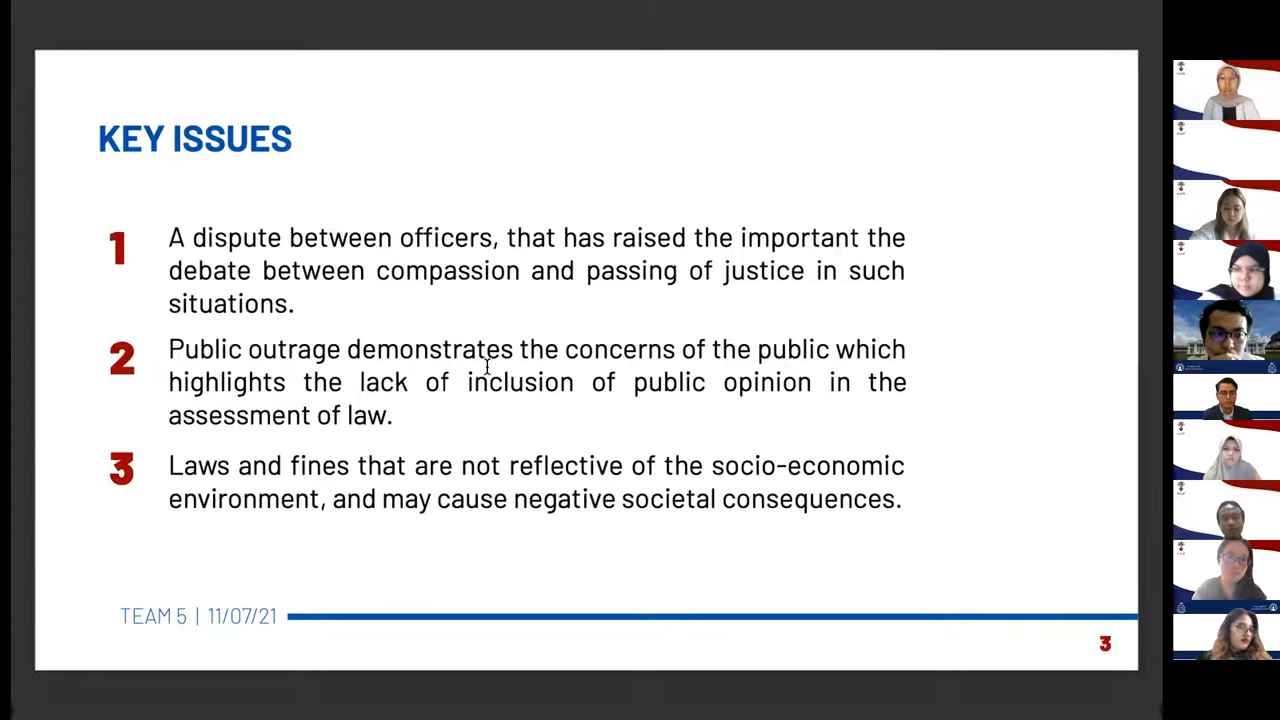 KEY ISSUES
1
A dispute between officers, that has raised the important the
debate between compassion and passing of justice in such
situations.
2
Public outrage demonstrates the concerns of the public which
highlights the lack of inclusion of public opinion in the
assessment of law.
3
Laws and fines that are not reflective of the socio-economic
environment, and may cause negative societal consequences.
TEAM 5 | 11/07/21
3